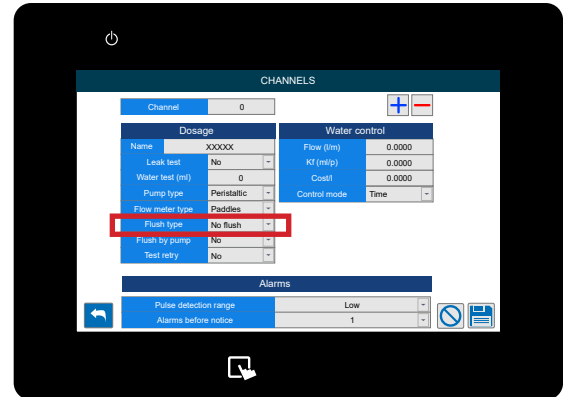 CHANNELS
Channel 0
Dosage
Name XXXXX
Leak test No
Water test (ml) 0
Pump type Peristaltic
Flow meter type Paddles
Flush type No flush
Flush by pump No
Test retry No
Water control
Flow (l/m) 0.0000
Kf (ml/p) 0.0000
Cost/l 0.0000
Control mode Time
Alarms
Pulse detection range Low
Alarms before notice 1